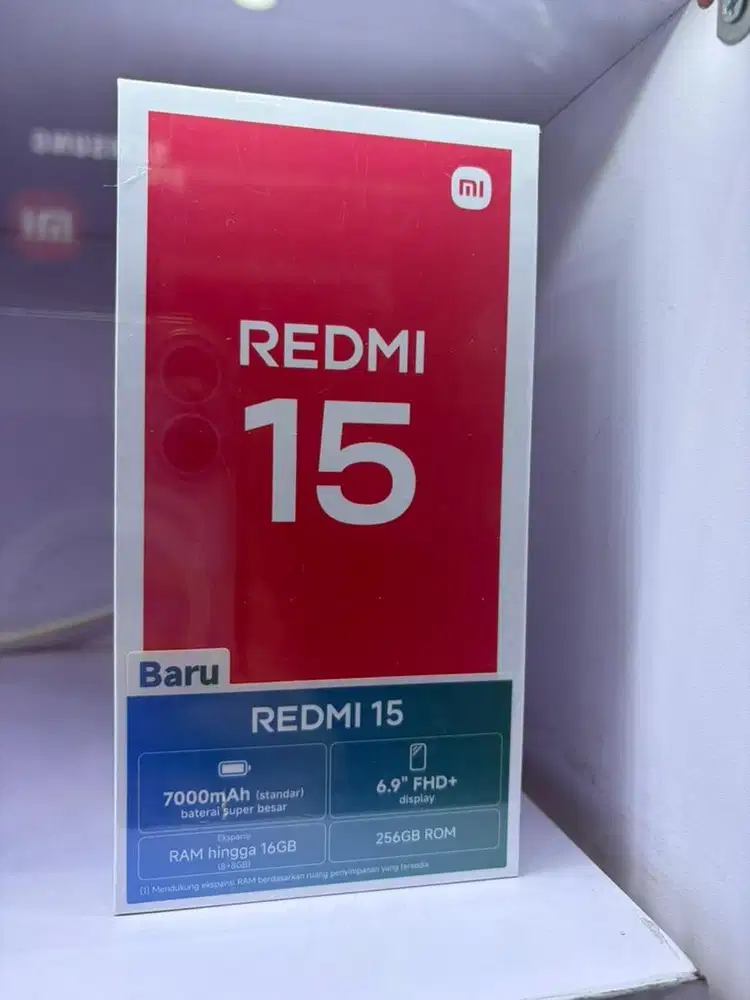 mi
REDMI
15
Baru
REDMI 15
7000mAh (standar)
baterai super besar
6.9" FHD+
display
Ekspansi
RAM hingga 16GB
(8+8GB)
256GB ROM
(1) Mendukung ekspansi RAM berdasarkan ruang penyimpanan yang tersedia